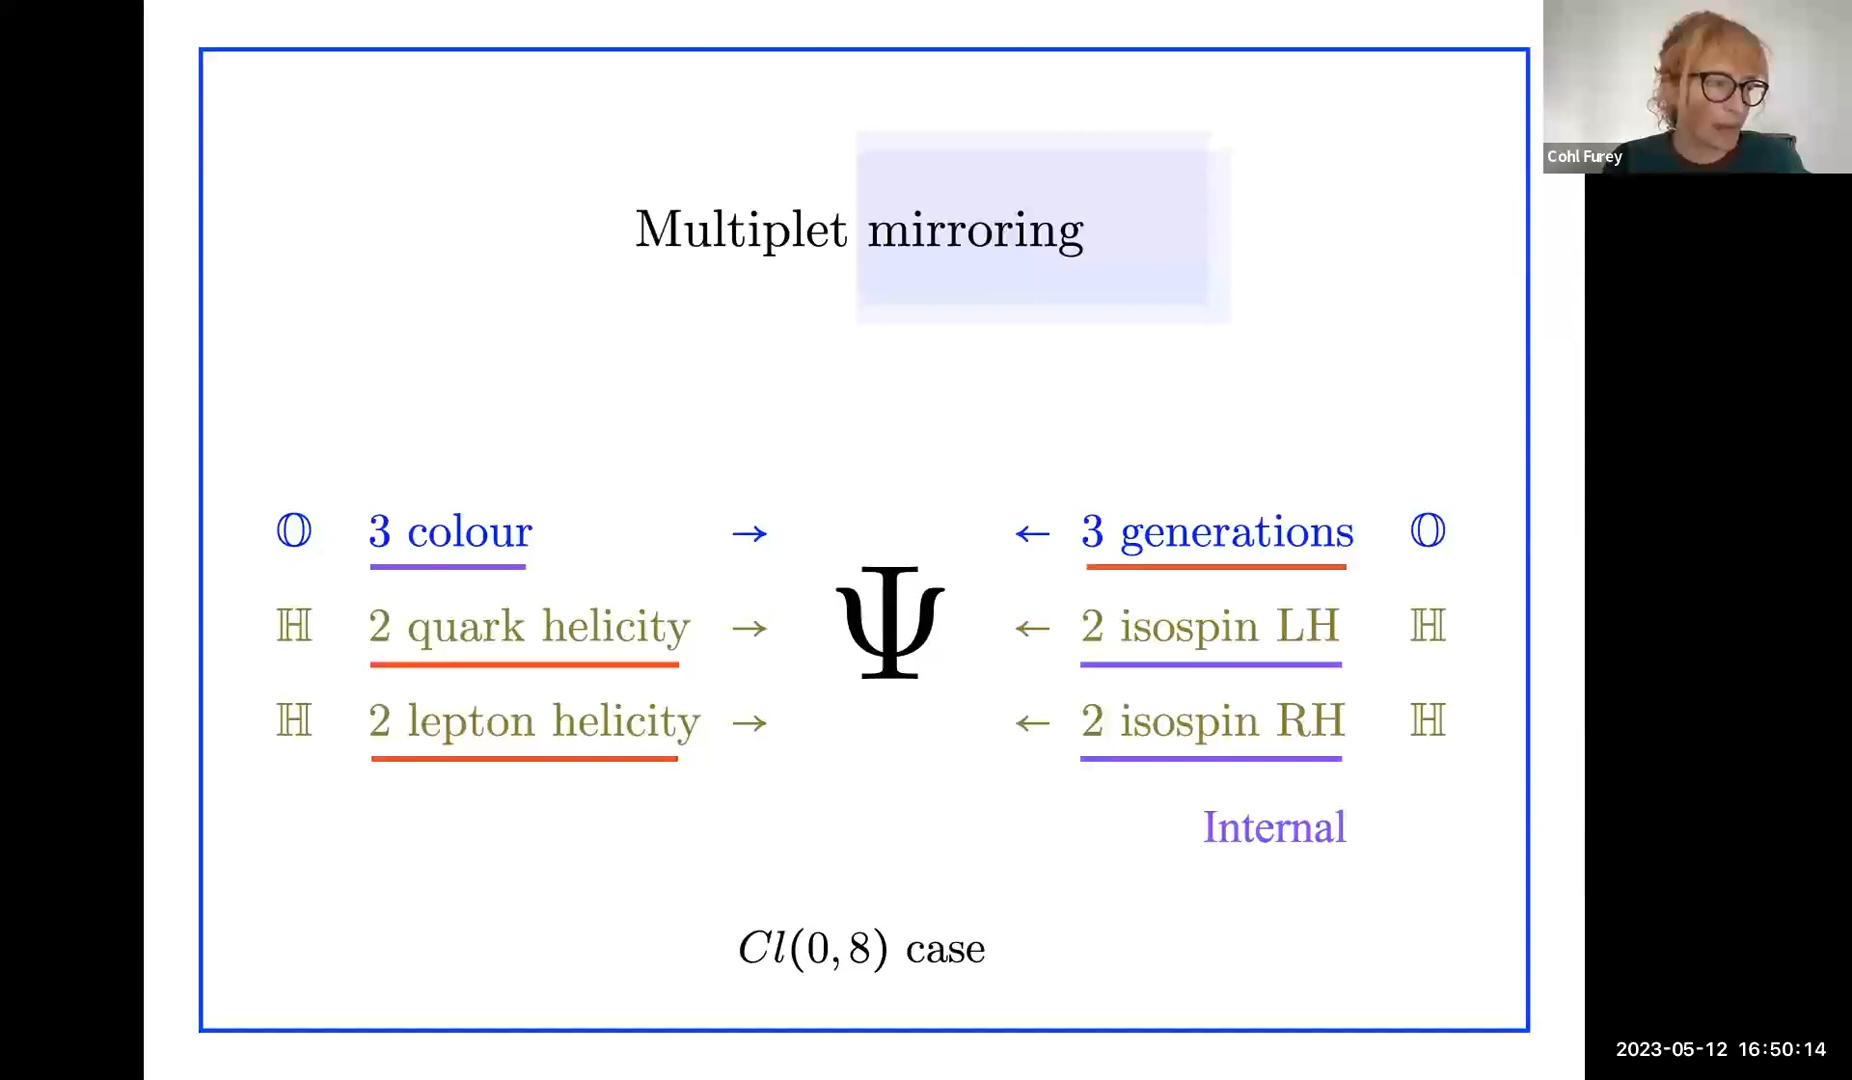 Cohl Furey
Multiplet mirroring
𝕆 3 colour → ← 3 generations 𝕆
Ψ
ℍ 2 quark helicity → ← 2 isospin LH ℍ
ℍ 2 lepton helicity → ← 2 isospin RH ℍ
Internal
Cl(0, 8) case
2023-05-12 16:50:14